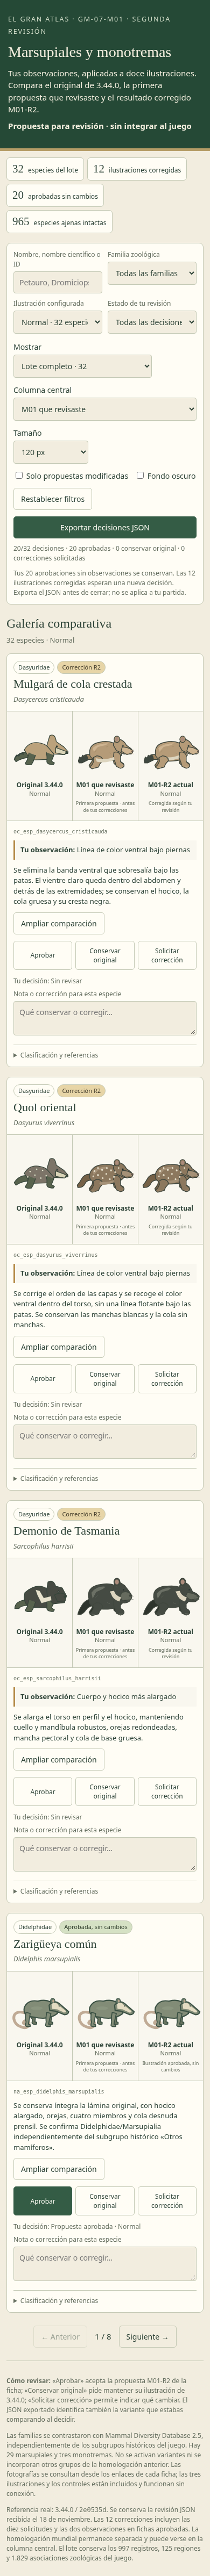 EL GRAN ATLAS · GM-07-M01 · SEGUNDA
REVISIÓN
Marsupiales y monotremas
Tus observaciones, aplicadas a doce ilustraciones.
Compara el original de 3.44.0, la primera
propuesta que revisaste y el resultado corregido
M01-R2.
Propuesta para revisión · sin integrar al juego
32 especies del lote
12 ilustraciones corregidas
20 aprobadas sin cambios
965 especies ajenas intactas
Nombre, nombre científico o
ID
Familia zoológica
Petauro, Dromiciop
Todas las familias
Ilustración configurada
Estado de tu revisión
Normal · 32 especi
Todas las decisione
Mostrar
Lote completo · 32
Columna central
M01 que revisaste
Tamaño
120 px
Solo propuestas modificadas
Fondo oscuro
Restablecer filtros
Exportar decisiones JSON
20/32 decisiones · 20 aprobadas · 0 conservar original · 0
correcciones solicitadas
Tus 20 aprobaciones sin observaciones se conservan. Las 12
ilustraciones corregidas esperan una nueva decisión.
Exporta el JSON antes de cerrar; no se aplica a tu partida.
Galería comparativa
32 especies · Normal
Dasyuridae
Corrección R2
Mulgará de cola crestada
Dasycercus cristicauda
Original 3.44.0
Normal
M01 que revisaste
Normal
Primera propuesta · antes
de tus correcciones
M01-R2 actual
Normal
Corregida según tu
revisión
oc_esp_dasycercus_cristicauda
Tu observación: Línea de color ventral bajo piernas
Se elimina la banda ventral que sobresalía bajo las
patas. El vientre claro queda dentro del abdomen y
detrás de las extremidades; se conservan el hocico, la
cola gruesa y su cresta negra.
Ampliar comparación
Aprobar
Conservar
original
Solicitar
corrección
Tu decisión: Sin revisar
Nota o corrección para esta especie
Qué conservar o corregir...
▸ Clasificación y referencias
Dasyuridae
Corrección R2
Quol oriental
Dasyurus viverrinus
Original 3.44.0
Normal
M01 que revisaste
Normal
Primera propuesta · antes
de tus correcciones
M01-R2 actual
Normal
Corregida según tu
revisión
oc_esp_dasyurus_viverrinus
Tu observación: Línea de color ventral bajo piernas
Se corrige el orden de las capas y se recoge el color
ventral dentro del torso, sin una línea flotante bajo las
patas. Se conservan las manchas blancas y la cola sin
manchas.
Ampliar comparación
Aprobar
Conservar
original
Solicitar
corrección
Tu decisión: Sin revisar
Nota o corrección para esta especie
Qué conservar o corregir...
▸ Clasificación y referencias
Dasyuridae
Corrección R2
Demonio de Tasmania
Sarcophilus harrisii
Original 3.44.0
Normal
M01 que revisaste
Normal
Primera propuesta · antes
de tus correcciones
M01-R2 actual
Normal
Corregida según tu
revisión
oc_esp_sarcophilus_harrisii
Tu observación: Cuerpo y hocico más alargado
Se alarga el torso en perfil y el hocico, manteniendo
cuello y mandíbula robustos, orejas redondeadas,
mancha pectoral y cola de base gruesa.
Ampliar comparación
Aprobar
Conservar
original
Solicitar
corrección
Tu decisión: Sin revisar
Nota o corrección para esta especie
Qué conservar o corregir...
▸ Clasificación y referencias
Didelphidae
Aprobada, sin cambios
Zarigüeya común
Didelphis marsupialis
Original 3.44.0
Normal
M01 que revisaste
Normal
Primera propuesta · antes
de tus correcciones
M01-R2 actual
Normal
Ilustración aprobada, sin
cambios
na_esp_didelphis_marsupialis
Se conserva íntegra la lámina original, con hocico
alargado, orejas, cuatro miembros y cola desnuda
prensil. Se confirma Didelphidae/Marsupialia
independientemente del subgrupo histórico «Otros
mamíferos».
Ampliar comparación
Aprobar
Conservar
original
Solicitar
corrección
Tu decisión: Propuesta aprobada · Normal
Nota o corrección para esta especie
Qué conservar o corregir...
▸ Clasificación y referencias
← Anterior
1 / 8
Siguiente →
Cómo revisar: «Aprobar» acepta la propuesta M01-R2 de la
ficha; «Conservar original» pide mantener su ilustración de
3.44.0; «Solicitar corrección» permite indicar qué cambiar. El
JSON exportado identifica también la variante que estabas
comparando al decidir.
Las familias se contrastaron con Mammal Diversity Database 2.5,
independientemente de los subgrupos históricos del juego. Hay
29 marsupiales y tres monotremas. No se activan variantes ni se
incorporan otros grupos de la homologación anterior. Las
fotografías se consultan desde los enlaces de cada ficha; las tres
ilustraciones y los controles están incluidos y funcionan sin
conexión.
Referencia real: 3.44.0 / 2e0535d. Se conserva la revisión JSON
recibida el 18 de noviembre. Las 12 correcciones incluyen las
diez solicitudes y las dos observaciones en fichas aprobadas. La
homologación mundial permanece separada y puede verse en la
columna central. El lote conserva los 997 registros, 125 regiones
y 1.829 asociaciones zoológicas del juego.